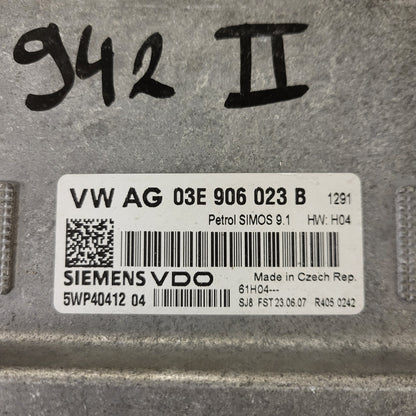 942 II
VW AG 03E 906 023 B 1291
Petrol SIMOS 9.1 HW: H04
SIEMENS VDO Made in Czech Rep.
61H04---
5WP40412 04 SJ8 FST 23.06.07 R405 0242